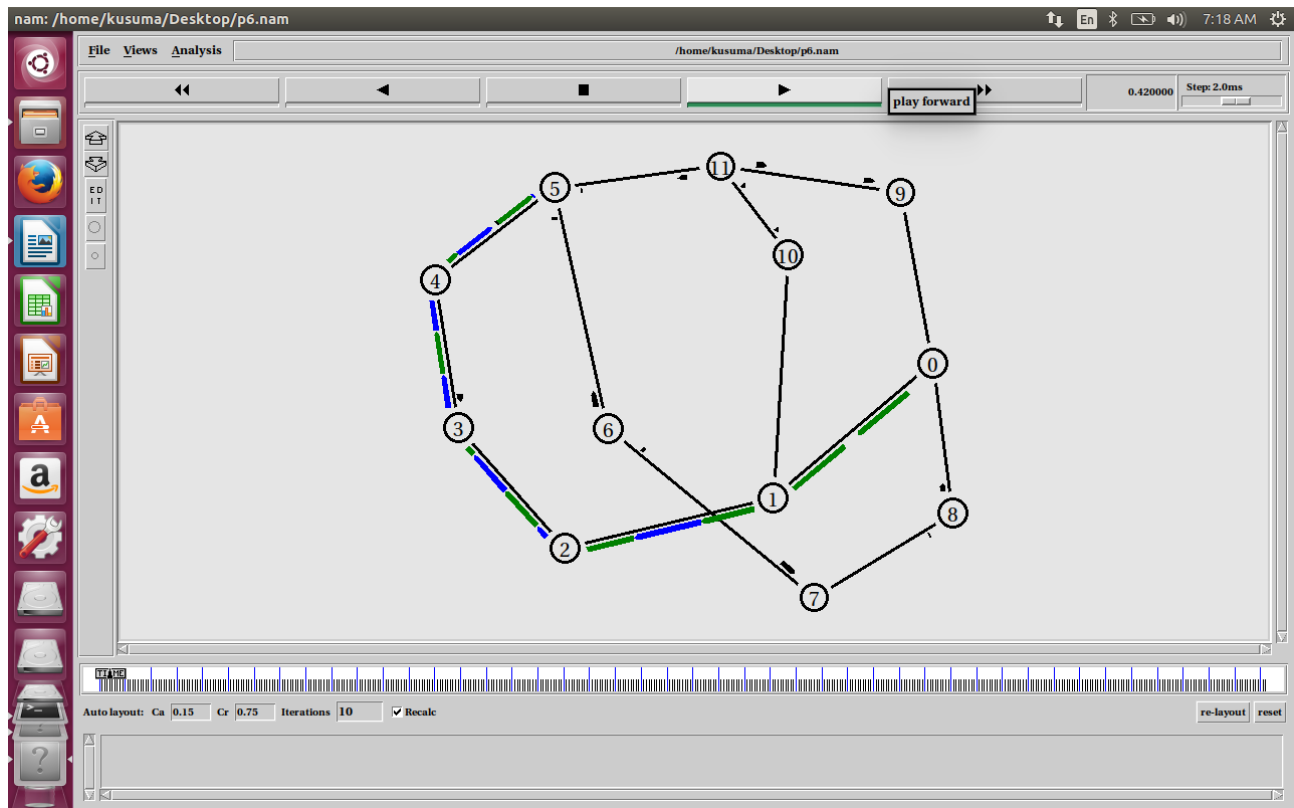 nam: /home/kusuma/Desktop/p6.nam En 7:18 AM
File Views Analysis /home/kusuma/Desktop/p6.nam
0.420000 Step: 2.0ms
play forward
E D
I T
11
5
9
10
4
0
3
6
1
8
2
7
TIME
Auto layout: Ca 0.15 Cr 0.75 Iterations 10 Recalc re-layout reset